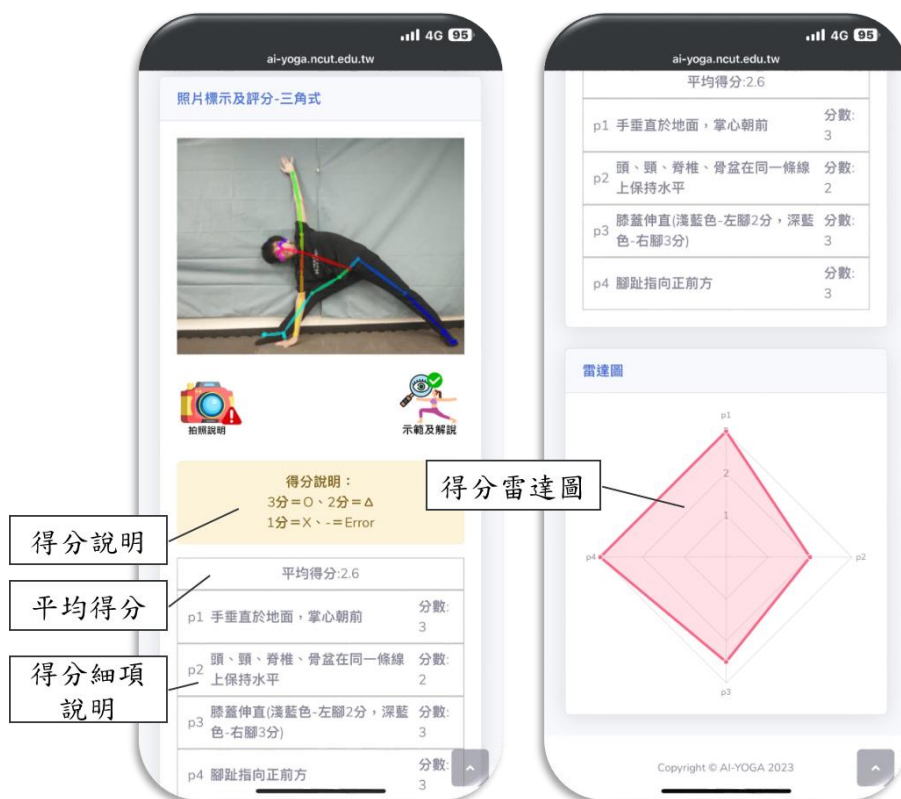 4G 95
ai-yoga.ncut.edu.tw
照片標示及評分-三角式
拍照說明
示範及解說
得分說明：
3分＝O、2分＝Δ
1分＝X、-＝Error
平均得分:2.6
p1 手垂直於地面，掌心朝前 分數:
3
p2 頭、頸、脊椎、骨盆在同一條線
上保持水平
分數:
2
p3 膝蓋伸直(淺藍色-左腳2分，深藍
色-右腳3分)
分數:
3
p4 腳趾指向正前方 分數:
3
得分說明
平均得分
得分細項
說明
4G 95
ai-yoga.ncut.edu.tw
平均得分:2.6
p1 手垂直於地面，掌心朝前 分數:
3
p2 頭、頸、脊椎、骨盆在同一條線
上保持水平
分數:
2
p3 膝蓋伸直(淺藍色-左腳2分，深藍
色-右腳3分)
分數:
3
p4 腳趾指向正前方 分數:
3
雷達圖
p1
2
1
p4
p2
p3
得分雷達圖
Copyright © AI-YOGA 2023